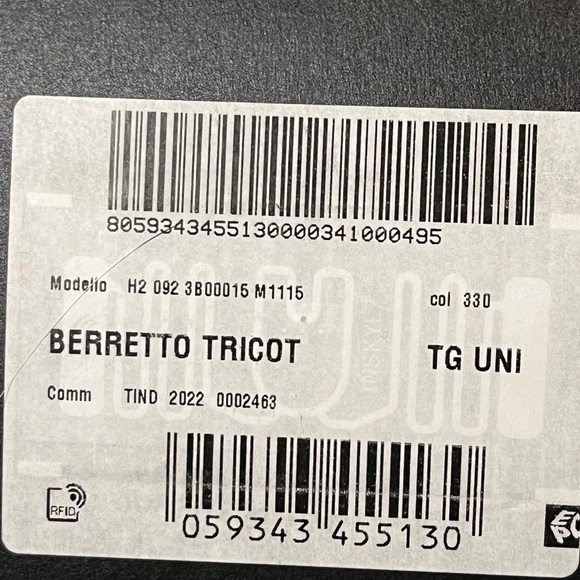 8059343455130000341000495
Modello H2 092 3B00015 M1115 col 330
BERRETTO TRICOT TG UNI
Comm TIND 2022 0002463
RFID
059343 455130